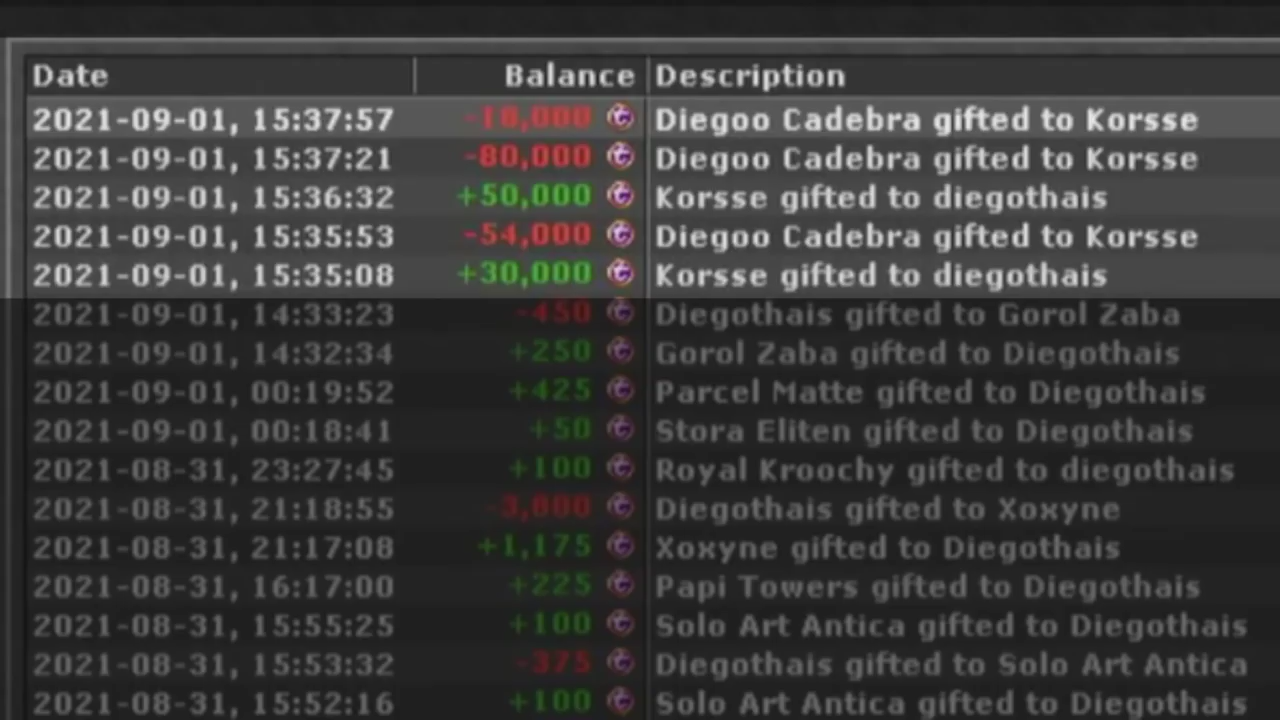 Date Balance Description
2021-09-01, 15:37:57 -18,000 Diegoo Cadebra gifted to Korsse
2021-09-01, 15:37:21 -80,000 Diegoo Cadebra gifted to Korsse
2021-09-01, 15:36:32 +50,000 Korsse gifted to diegothais
2021-09-01, 15:35:53 -54,000 Diegoo Cadebra gifted to Korsse
2021-09-01, 15:35:08 +30,000 Korsse gifted to diegothais
2021-09-01, 14:33:23 -450 Diegothais gifted to Gorol Zaba
2021-09-01, 14:32:34 +250 Gorol Zaba gifted to Diegothais
2021-09-01, 00:19:52 +425 Parcel Matte gifted to Diegothais
2021-09-01, 00:18:41 +50 Stora Eliten gifted to Diegothais
2021-08-31, 23:27:45 +100 Royal Kroochy gifted to diegothais
2021-08-31, 21:18:55 -3,000 Diegothais gifted to Xoxyne
2021-08-31, 21:17:08 +1,175 Xoxyne gifted to Diegothais
2021-08-31, 16:17:00 +225 Papi Towers gifted to Diegothais
2021-08-31, 15:55:25 +100 Solo Art Antica gifted to Diegothais
2021-08-31, 15:53:32 -375 Diegothais gifted to Solo Art Antica
2021-08-31, 15:52:16 +100 Solo Art Antica gifted to Diegothais